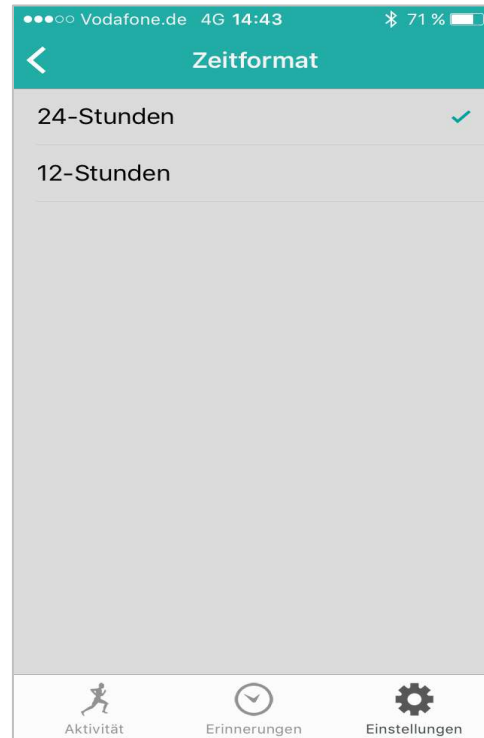 ●●●○○ Vodafone.de 4G 14:43 71 %
Zeitformat
24-Stunden
12-Stunden
Aktivität Erinnerungen Einstellungen